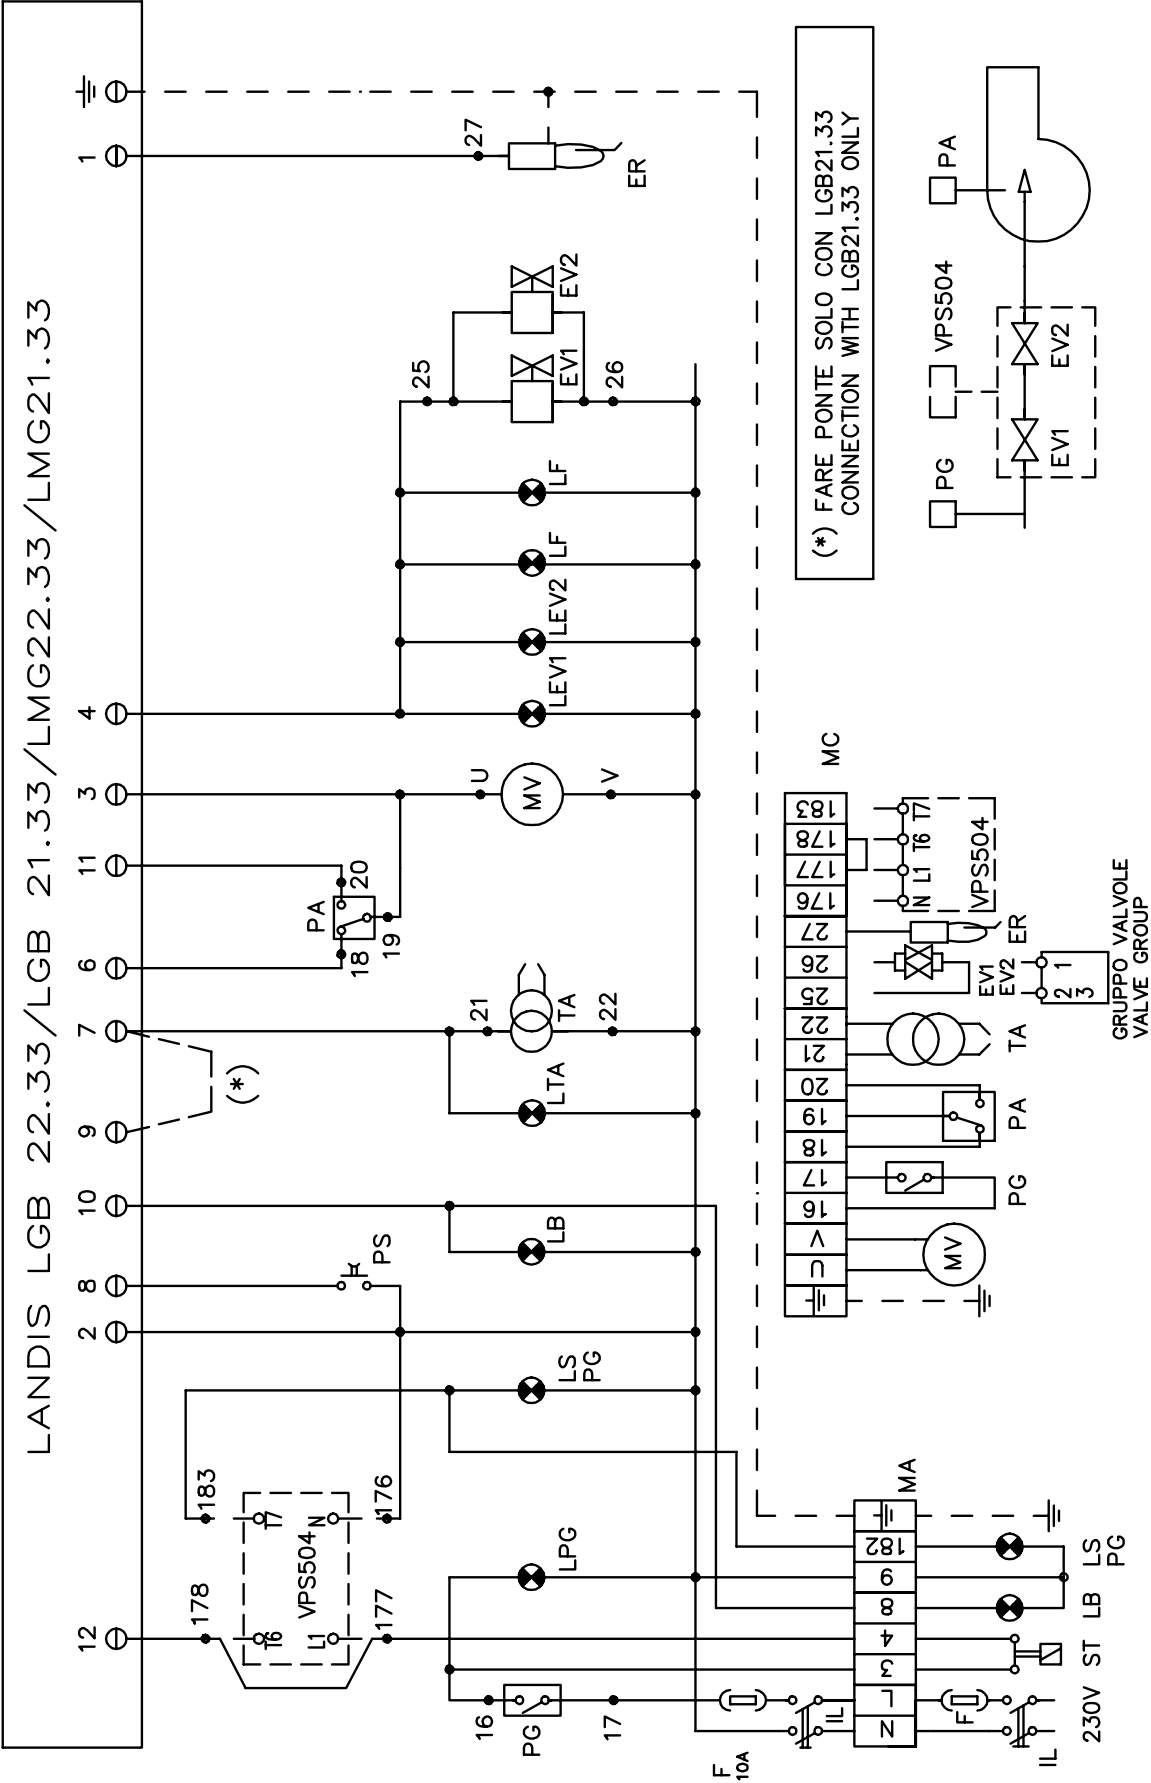 LANDIS LGB 22.33/LGB 21.33/LMG22.33/LMG21.33
12
2
8
10
9
7
6
11
3
4
1
178
183
T6
T7
VPS504
L1
N
177
176
PS
(*)
PA
18
20
19
16
PG
17
LPG
LS
PG
LB
LTA
21
TA
22
U
MV
V
LEV1
LEV2
LF
LF
25
EV1
EV2
26
27
ER
F
10A
IL
N
L
3
4
8
9
182
MA
F
IL
230V
ST
LB
LS
PG
U
V
16
17
18
19
20
21
22
25
26
27
176
177
178
183
MC
MV
PG
PA
TA
EV1
EV2
ER
N
L1
T6
T7
VPS504
2
1
3
GRUPPO VALVOLE
VALVE GROUP
(*) FARE PONTE SOLO CON LGB21.33
CONNECTION WITH LGB21.33 ONLY
PG
VPS504
PA
EV1
EV2